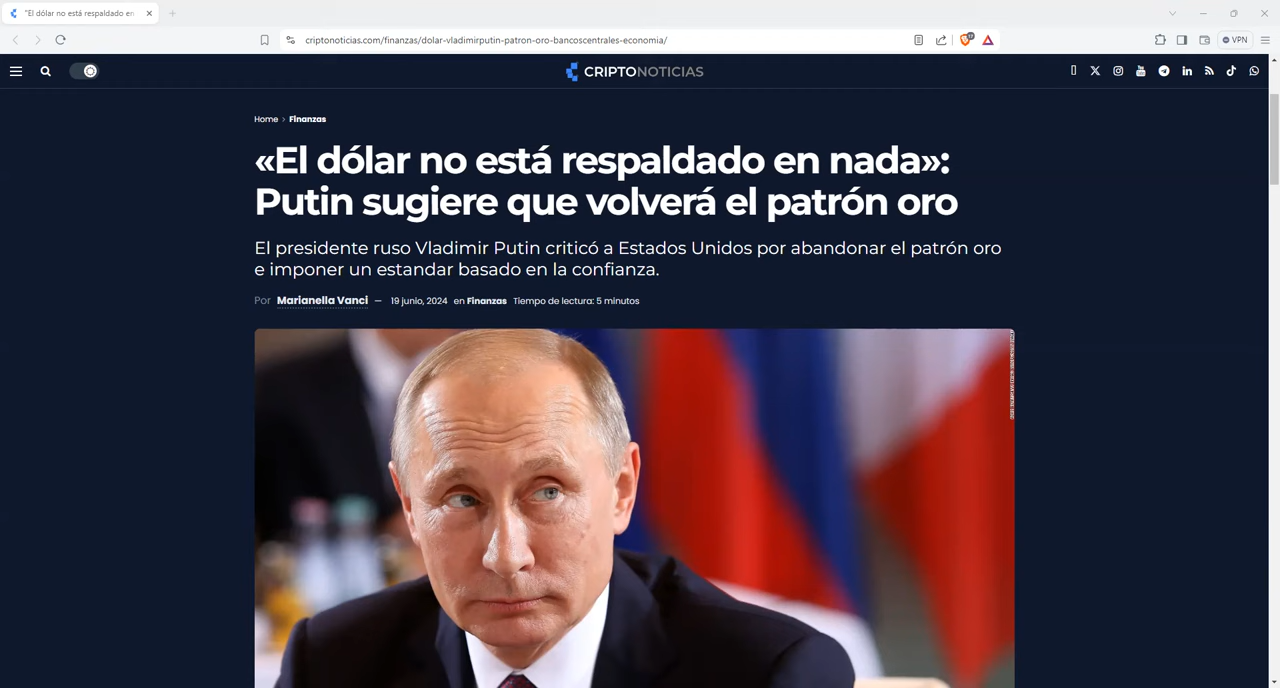 "El dólar no está respaldado en
criptonoticias.com/finanzas/dolar-vladimirputin-patron-oro-bancoscentrales-economia/
VPN
CRIPTONOTICIAS
Home > Finanzas
«El dólar no está respaldado en nada»:
Putin sugiere que volverá el patrón oro
El presidente ruso Vladimir Putin criticó a Estados Unidos por abandonar el patrón oro
e imponer un estandar basado en la confianza.
Por Marianella Vanci — 19 junio, 2024 en Finanzas Tiempo de lectura: 5 minutos